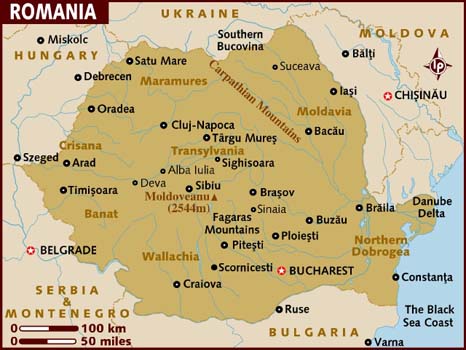 ROMANIA
UKRAINE
MOLDOVA
Miskolc
HUNGARY
Southern
Bucovina
Bălţi
Satu Mare
Suceava
Debrecen
Maramures
Carpathian Mountains
LP
Iaşi
CHIŞINĂU
Oradea
Moldavia
Cluj-Napoca
Bacău
Târgu Mureş
Crisana
Transylvania
Szeged
Arad
Sighisoara
Alba Iulia
Deva
Sibiu
Timişoara
Braşov
Moldoveanu
(2544m)
Danube
Delta
Banat
Fagaras
Mountains
Sinaia
Buzău
Brăila
Ploieşti
Piteşti
Northern
Dobrogea
BELGRADE
Wallachia
Scornicesti
BUCHAREST
Constanţa
Craiova
SERBIA
&
MONTENEGRO
Ruse
The Black
Sea Coast
0 100 km
0 50 miles
BULGARIA
Varna